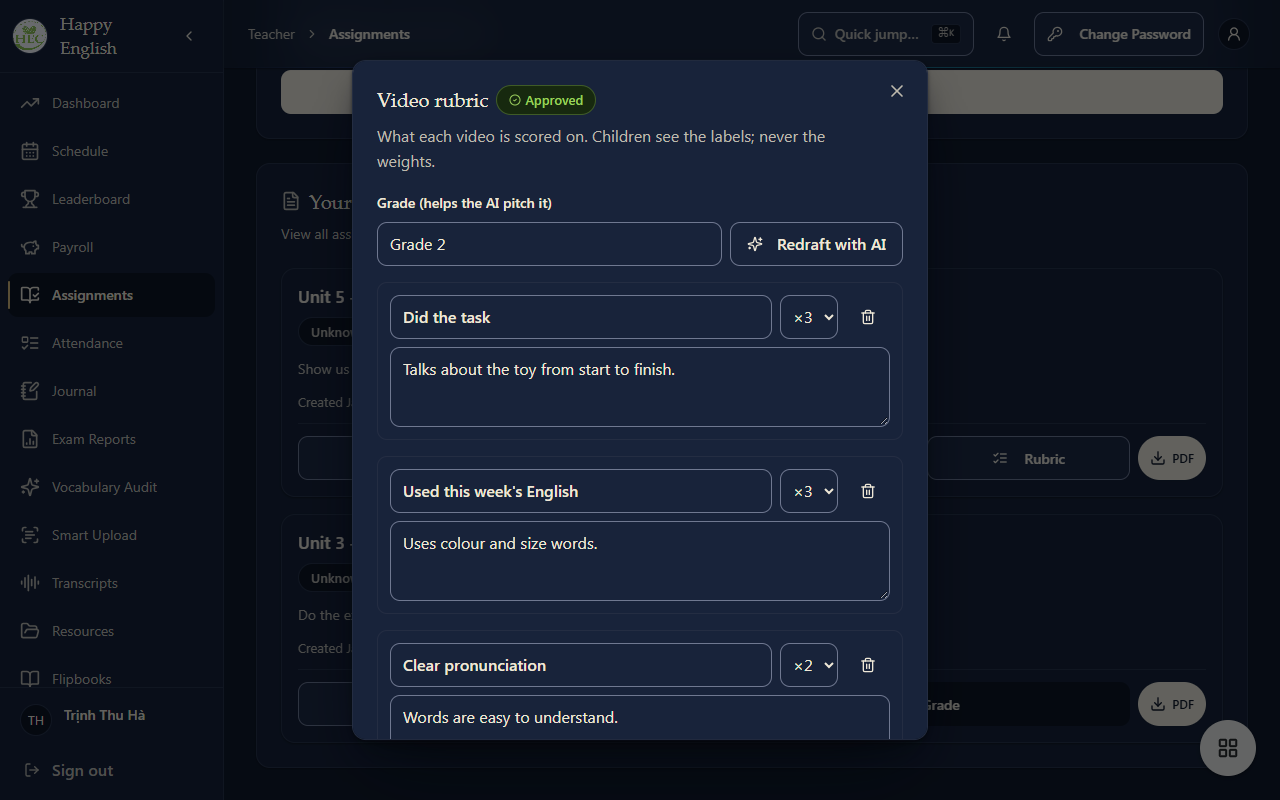 Happy
English
HEC
Teacher > Assignments
Quick jump... ⌘K
Change Password
Dashboard
Schedule
Leaderboard
Payroll
Assignments
Attendance
Journal
Exam Reports
Vocabulary Audit
Smart Upload
Transcripts
Resources
Flipbooks
TH Trịnh Thu Hà
Sign out
Your
View all ass
Unit 5
Unknow
Show us
Created J
Rubric
PDF
Unit 3
Unknow
Do the e
Created J
Grade
PDF
Video rubric
Approved
What each video is scored on. Children see the labels; never the
weights.
Grade (helps the AI pitch it)
Grade 2
Redraft with AI
Did the task ×3
Talks about the toy from start to finish.
Used this week's English ×3
Uses colour and size words.
Clear pronunciation ×2
Words are easy to understand.